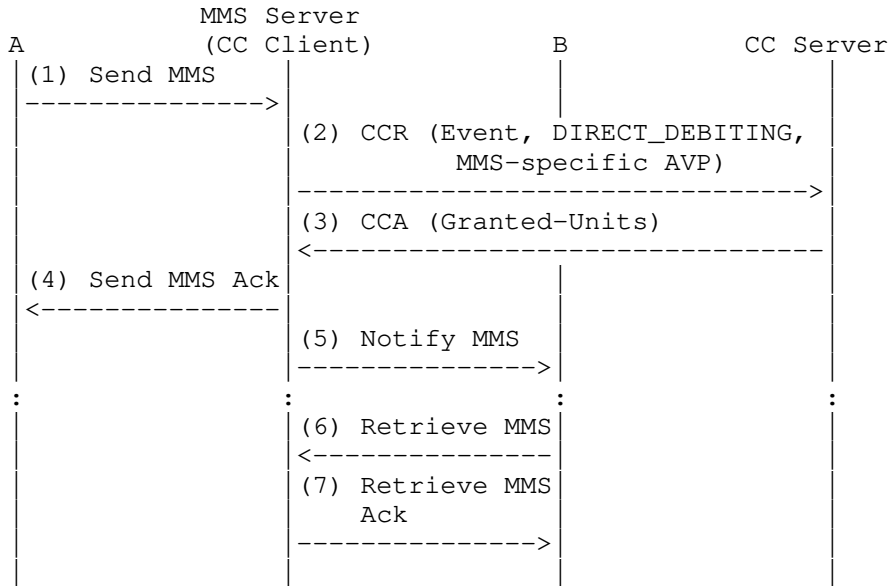 MMS Server
A (CC Client) B CC Server
(1) Send MMS
(2) CCR (Event, DIRECT_DEBITING,
MMS-specific AVP)
(3) CCA (Granted-Units)
(4) Send MMS Ack
(5) Notify MMS
: : : :
(6) Retrieve MMS
(7) Retrieve MMS
Ack